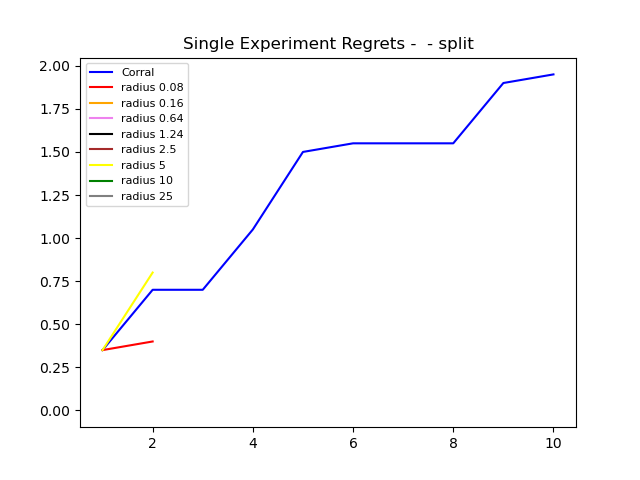 Single Experiment Regrets -  - split
2.00
1.75
1.50
1.25
1.00
0.75
0.50
0.25
0.00
Corral
radius 0.08
radius 0.16
radius 0.64
radius 1.24
radius 2.5
radius 5
radius 10
radius 25
2 4 6 8 10